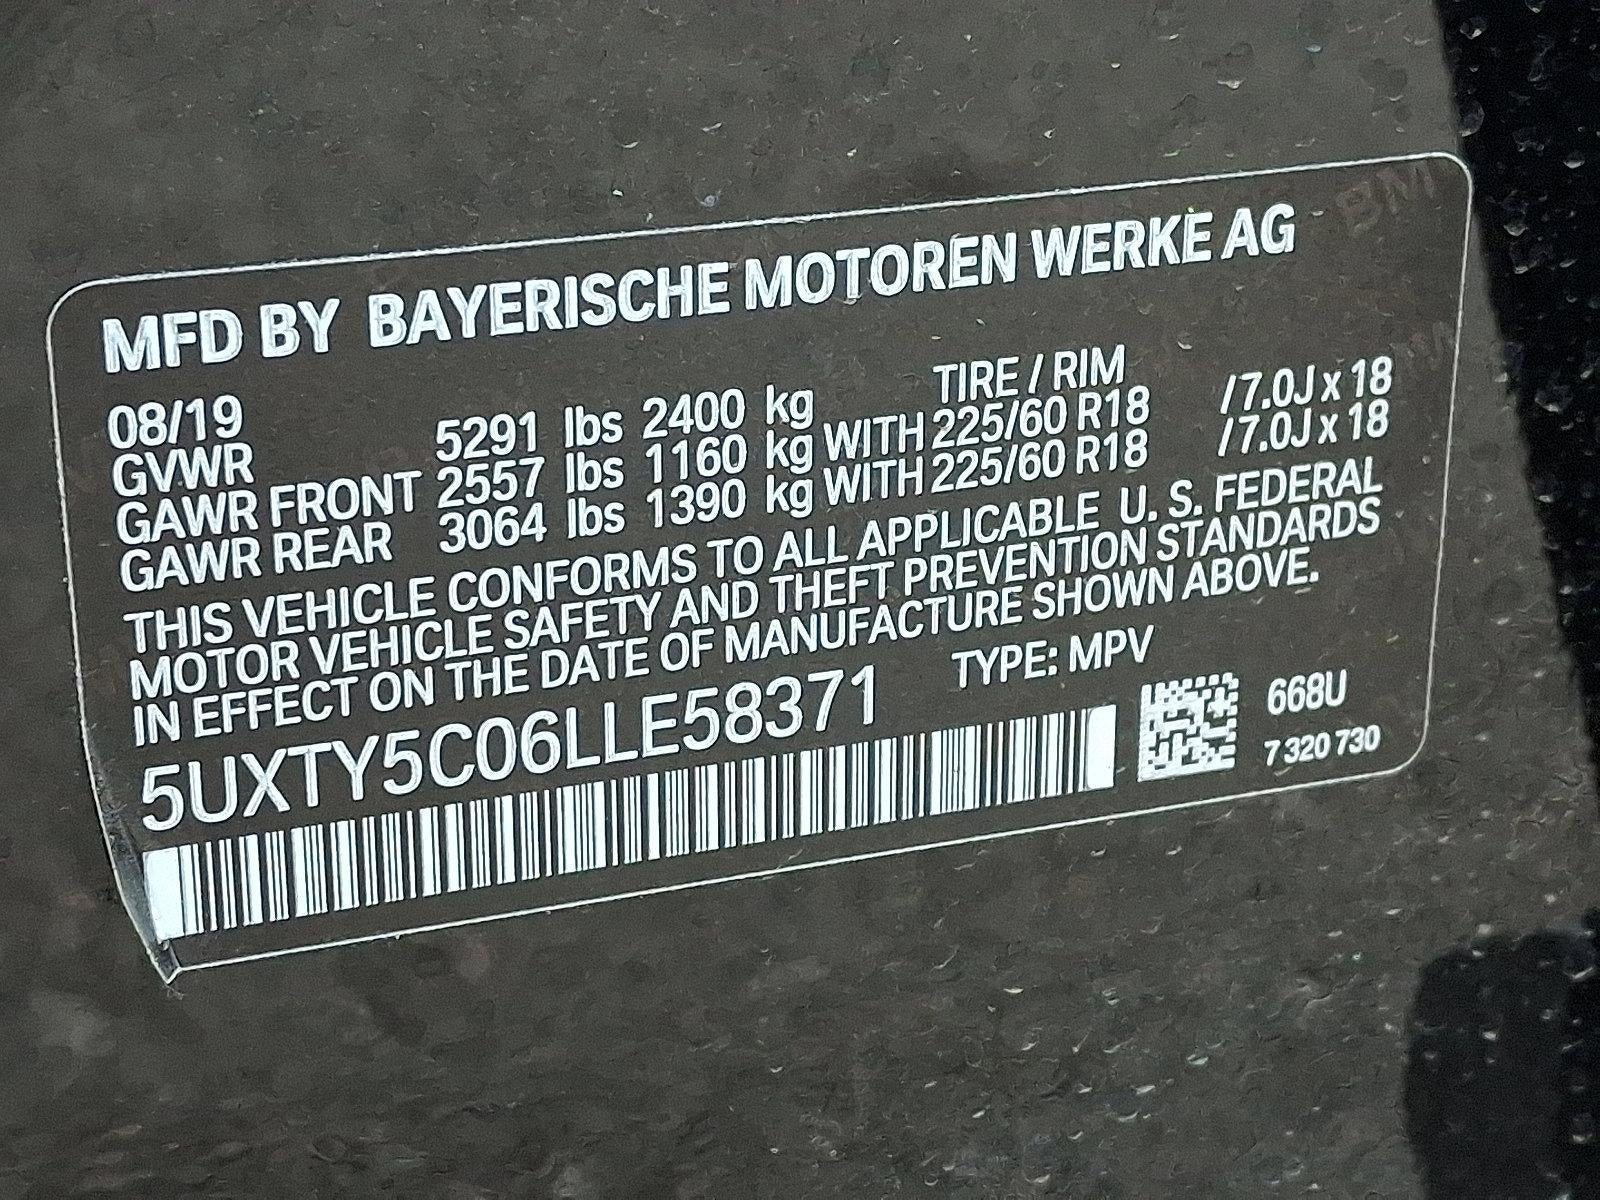 MFD BY BAYERISCHE MOTOREN WERKE AG
08/19 TIRE / RIM
GVWR 5291 lbs 2400 kg
GAWR FRONT 2557 lbs 1160 kg WITH 225/60 R18 /7.0J x 18
GAWR REAR 3064 lbs 1390 kg WITH 225/60 R18 /7.0J x 18
THIS VEHICLE CONFORMS TO ALL APPLICABLE U. S. FEDERAL
MOTOR VEHICLE SAFETY AND THEFT PREVENTION STANDARDS
IN EFFECT ON THE DATE OF MANUFACTURE SHOWN ABOVE.
5UXTY5C06LLE58371 TYPE: MPV
668U
7 320 730